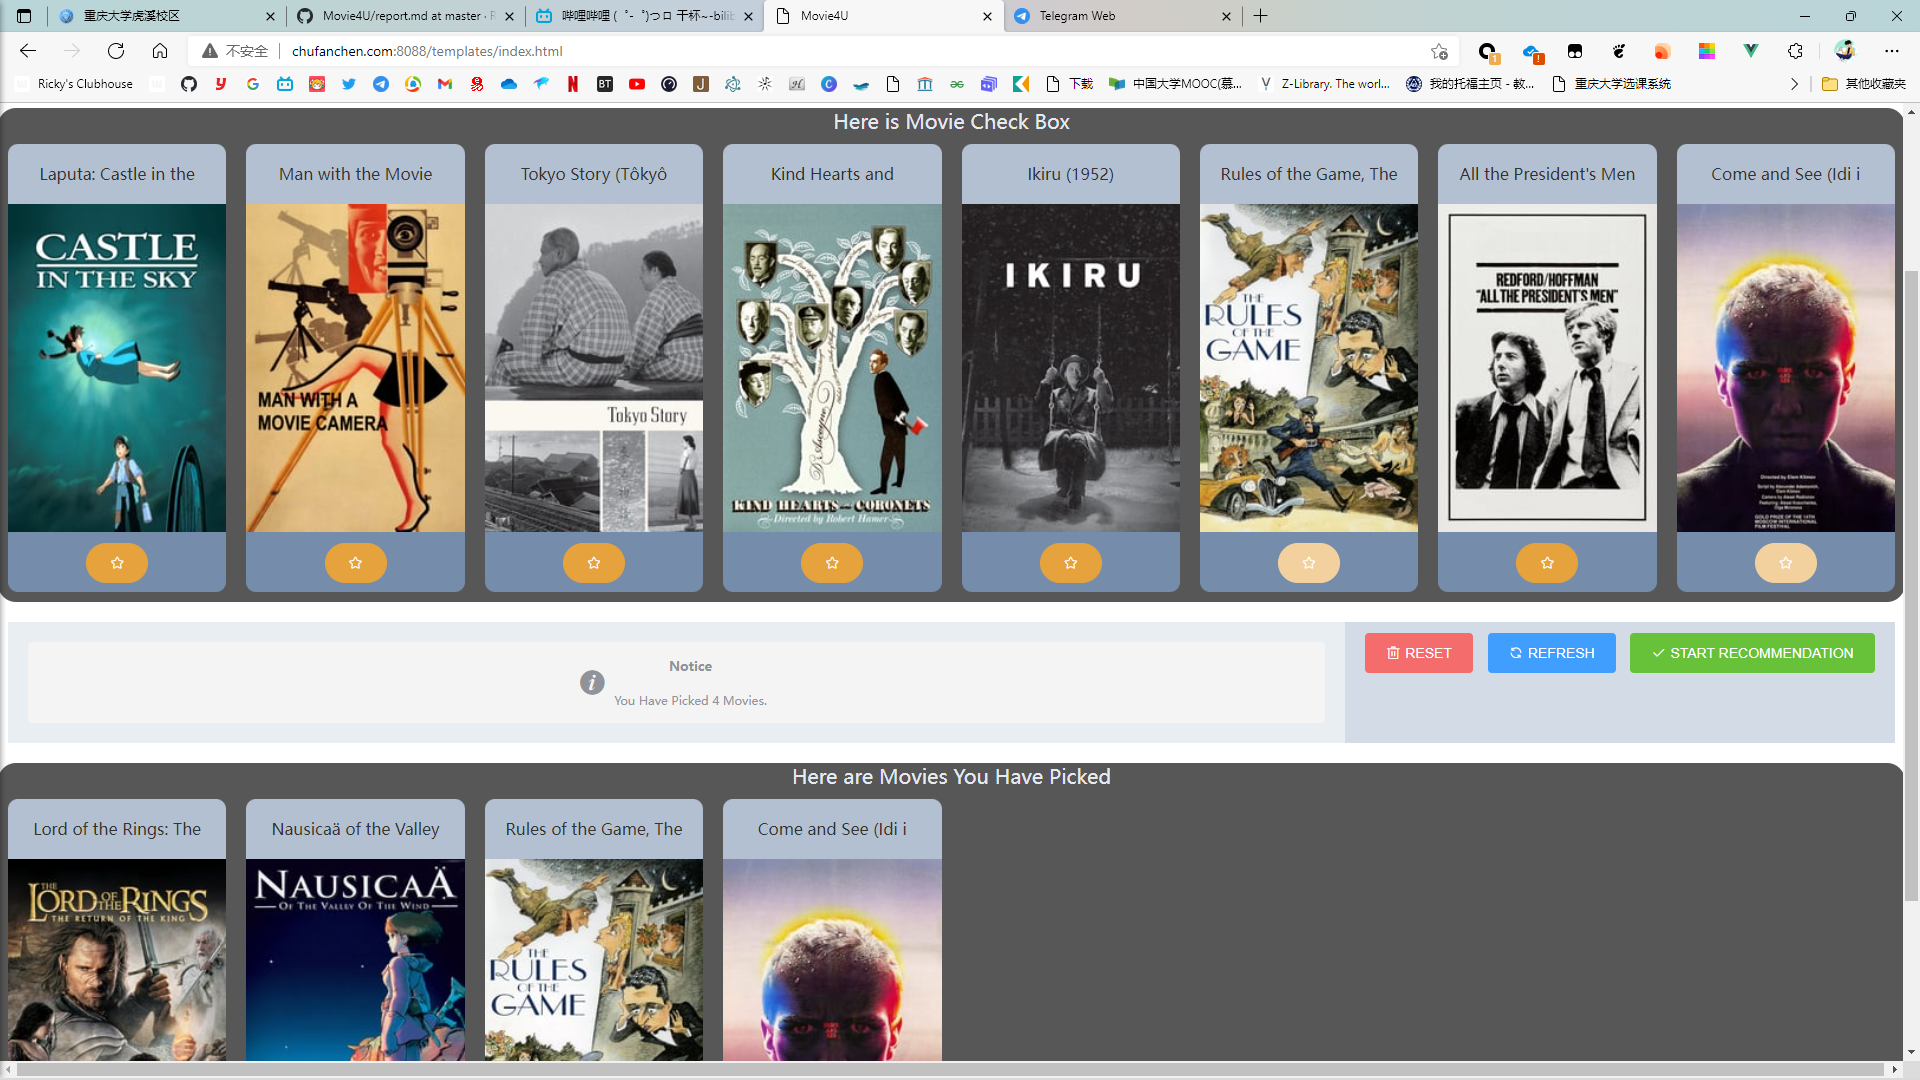 重庆大学虎溪校区
Movie4U/report.md at master · R
哔哩哔哩 (゜-゜)つロ 干杯~-bilib
Movie4U
Telegram Web
不安全
chufanchen.com:8088/templates/index.html
Ricky's Clubhouse
下载
中国大学MOOC(慕...
Z-Library. The worl...
我的托福主页 - 教...
重庆大学选课系统
其他收藏夹
Here is Movie Check Box
Laputa: Castle in the
Man with the Movie
Tokyo Story (Tôkyô
Kind Hearts and
Ikiru (1952)
Rules of the Game, The
All the President's Men
Come and See (Idi i
CASTLE
IN THE SKY
MAN WITH A
MOVIE CAMERA
Tokyo Story
KIND HEARTS and CORONETS
Directed by Robert Hamer
IKIRU
THE
RULES
OF THE
GAME
REDFORD/HOFFMAN
"ALL THE PRESIDENT'S MEN"
COME
AND
SEE
Directed by Elem Klimov
Notice
You Have Picked 4 Movies.
RESET
REFRESH
START RECOMMENDATION
Here are Movies You Have Picked
Lord of the Rings: The
Nausicaä of the Valley
Rules of the Game, The
Come and See (Idi i
THE
LORD OF THE RINGS
THE RETURN OF THE KING
NAUSICAÄ
OF THE VALLEY OF THE WIND
THE
RULES
OF THE
GAME